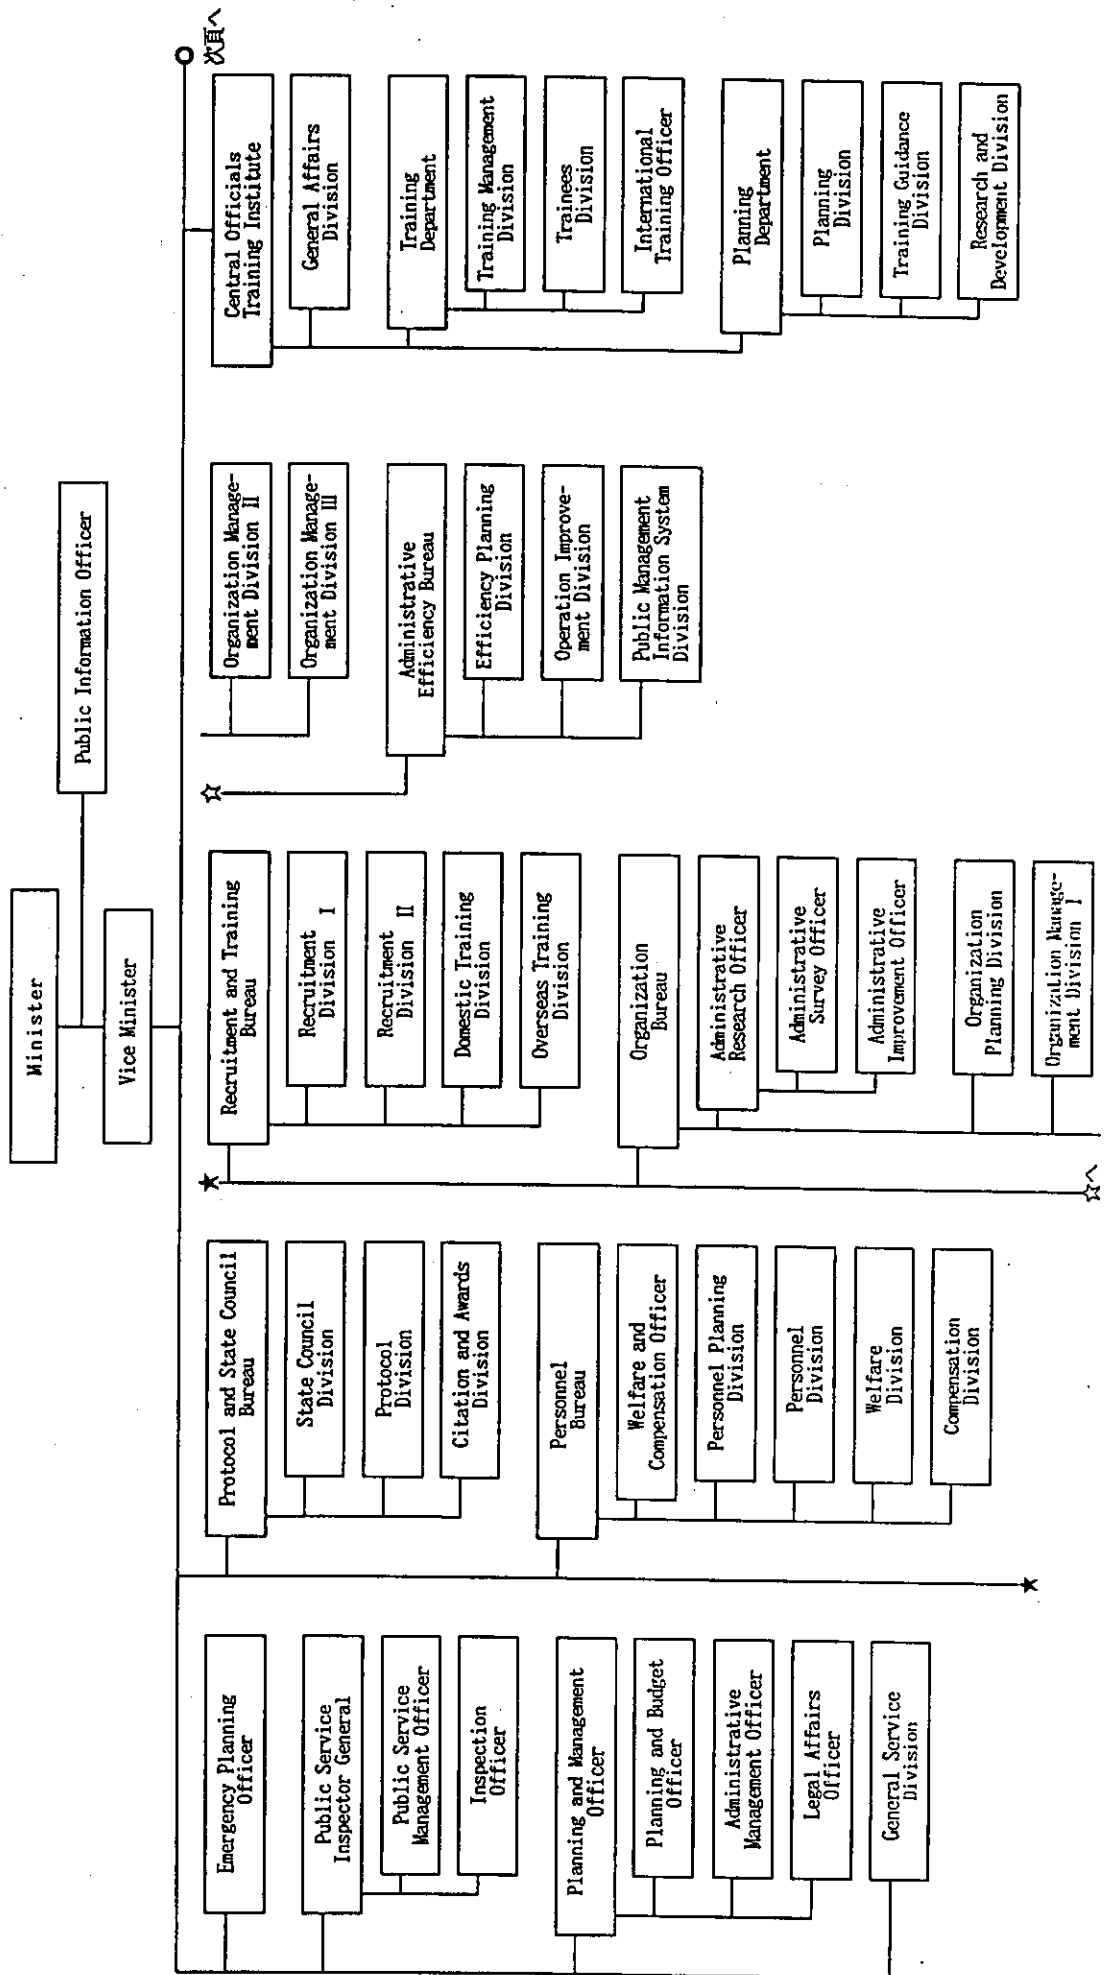 Minister
Public Information Officer
Vice Minister
Emergency Planning
Officer
Public Service
Inspector General
Public Service
Management Officer
Inspection
Officer
Planning and Management
Officer
Planning and Budget
Officer
Administrative
Management Officer
Legal Affairs
Officer
General Service
Division
Protocol and State Council
Bureau
State Council
Division
Protocol
Division
Citation and Awards
Division
Personnel
Bureau
Welfare and
Compensation Officer
Personnel Planning
Division
Personnel
Division
Welfare
Division
Compensation
Division
★
★
Recruitment and Training
Bureau
Recruitment
Division I
Recruitment
Division II
Domestic Training
Division
Overseas Training
Division
Organization
Bureau
Administrative
Research Officer
Administrative
Survey Officer
Administrative
Improvement Officer
Organization
Planning Division
Organization Manage-
ment Division I
☆へ
☆
Organization Manage-
ment Division II
Organization Manage-
ment Division III
Administrative
Efficiency Bureau
Efficiency Planning
Division
Operation Improve-
ment Division
Public Management
Information System
Division
Central Officials
Training Institute
General Affairs
Division
Training
Department
Training Management
Division
Trainees
Division
International
Training Officer
Planning
Department
Planning
Division
Training Guidance
Division
Research and
Development Division
次頁へ